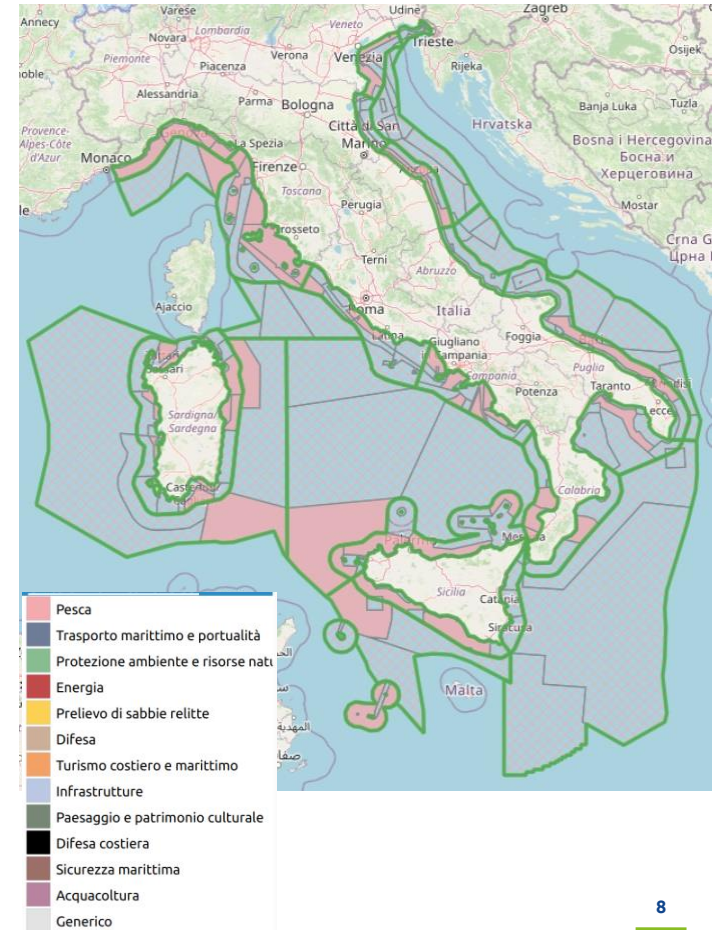 Varese
Udine
Zagreb
Annecy
Novara
Lombardia
Veneto
Trieste
Osijek
Piemonte
Piacenza
Verona
Rijeka
Alessandria
Parma
Bologna
Banja Luka
Tuzla
Provence-
Alpes-Côte
d'Azur
Genova
La Spezia
Città di San
Marino
Hrvatska
Bosna i Hercegovina
Босна и
Херцеговина
Monaco
Firenze
Toscana
Perugia
Mostar
Grosseto
Terni
Crna G
Црна
Abruzzo
Ajaccio
Roma
Italia
Latina
Giugliano
in Campania
Foggia
Campania
Puglia
Sassari
Potenza
Taranto
Lecce
Sardigna/
Sardegna
Calabria
Palermo
Sicilia
Catania
Siracusa
Malta
المهدية
Pesca
Trasporto marittimo e portualità
Protezione ambiente e risorse natu
Energia
Prelievo di sabbie relitte
Difesa
Turismo costiero e marittimo
Infrastrutture
Paesaggio e patrimonio culturale
Difesa costiera
Sicurezza marittima
Acquacoltura
Generico
8